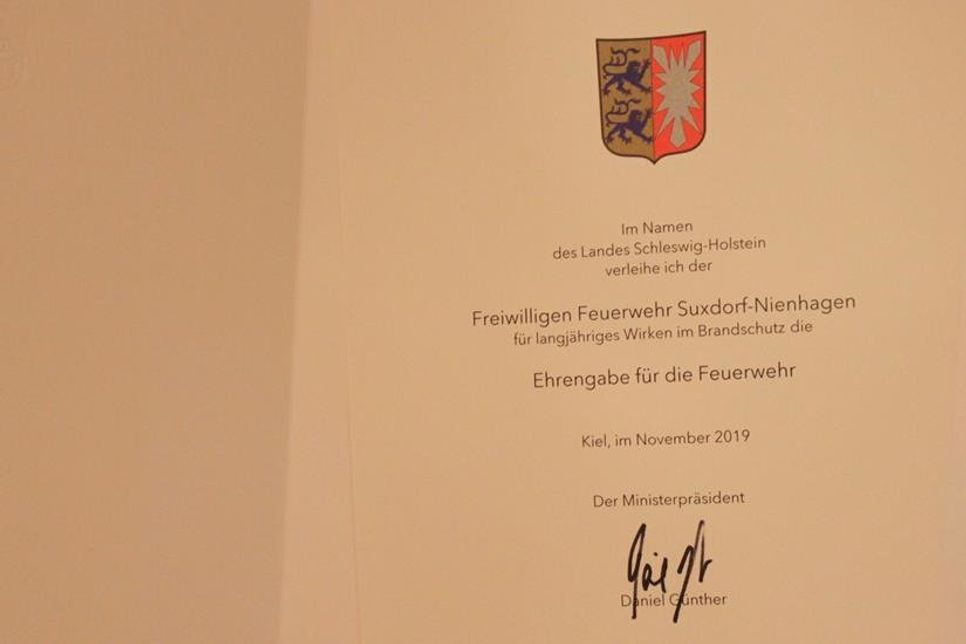 Im Namen
des Landes Schleswig-Holstein
verleihe ich der
Freiwilligen Feuerwehr Suxdorf-Nienhagen
für langjähriges Wirken im Brandschutz die
Ehrengabe für die Feuerwehr
Kiel, im November 2019
Der Ministerpräsident
Daniel Günther